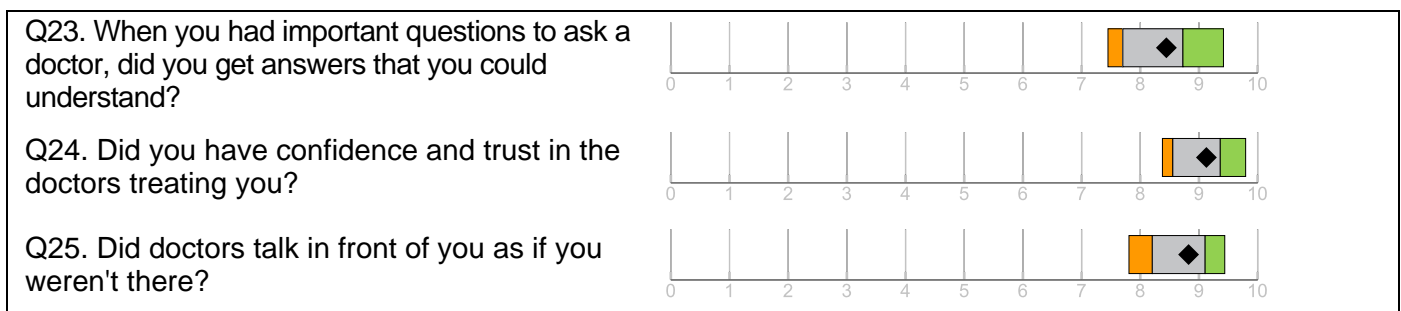 Q23. When you had important questions to ask a
doctor, did you get answers that you could
understand?
0 1 2 3 4 5 6 7 8 9 10
Q24. Did you have confidence and trust in the
doctors treating you?
0 1 2 3 4 5 6 7 8 9 10
Q25. Did doctors talk in front of you as if you
weren't there?
0 1 2 3 4 5 6 7 8 9 10